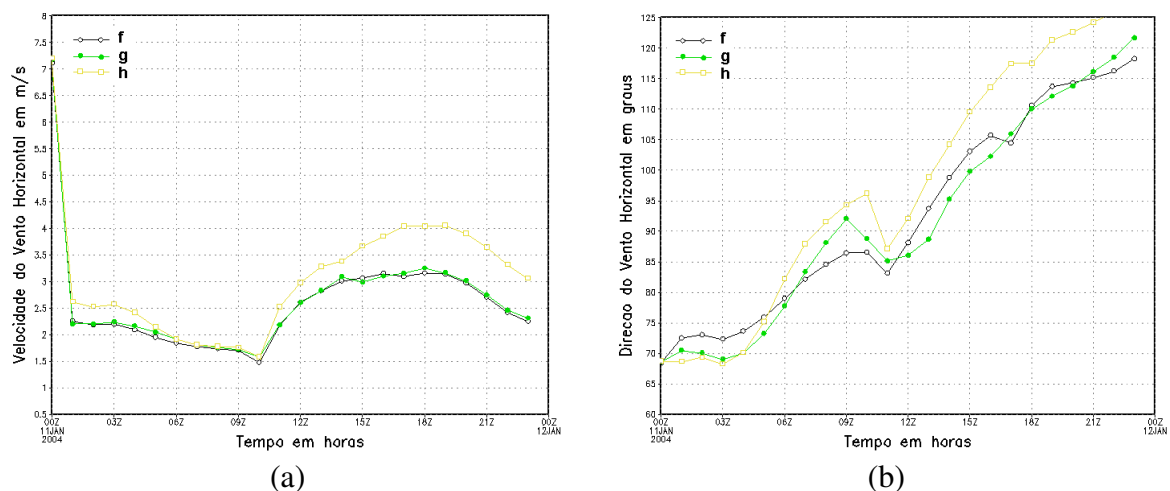 Velocidade do Vento Horizontal em m/s
8
7.5
7
6.5
6
5.5
5
4.5
4
3.5
3
2.5
2
1.5
1
0.5
f
g
h
00Z 03Z 06Z 09Z 12Z 15Z 18Z 21Z 00Z
11JAN 12JAN
2004
Tempo em horas
(a)
Direcao do Vento Horizontal em graus
125
120
115
110
105
100
95
90
85
80
75
70
65
60
f
g
h
00Z 03Z 06Z 09Z 12Z 15Z 18Z 21Z 00Z
11JAN 12JAN
2004
Tempo em horas
(b)